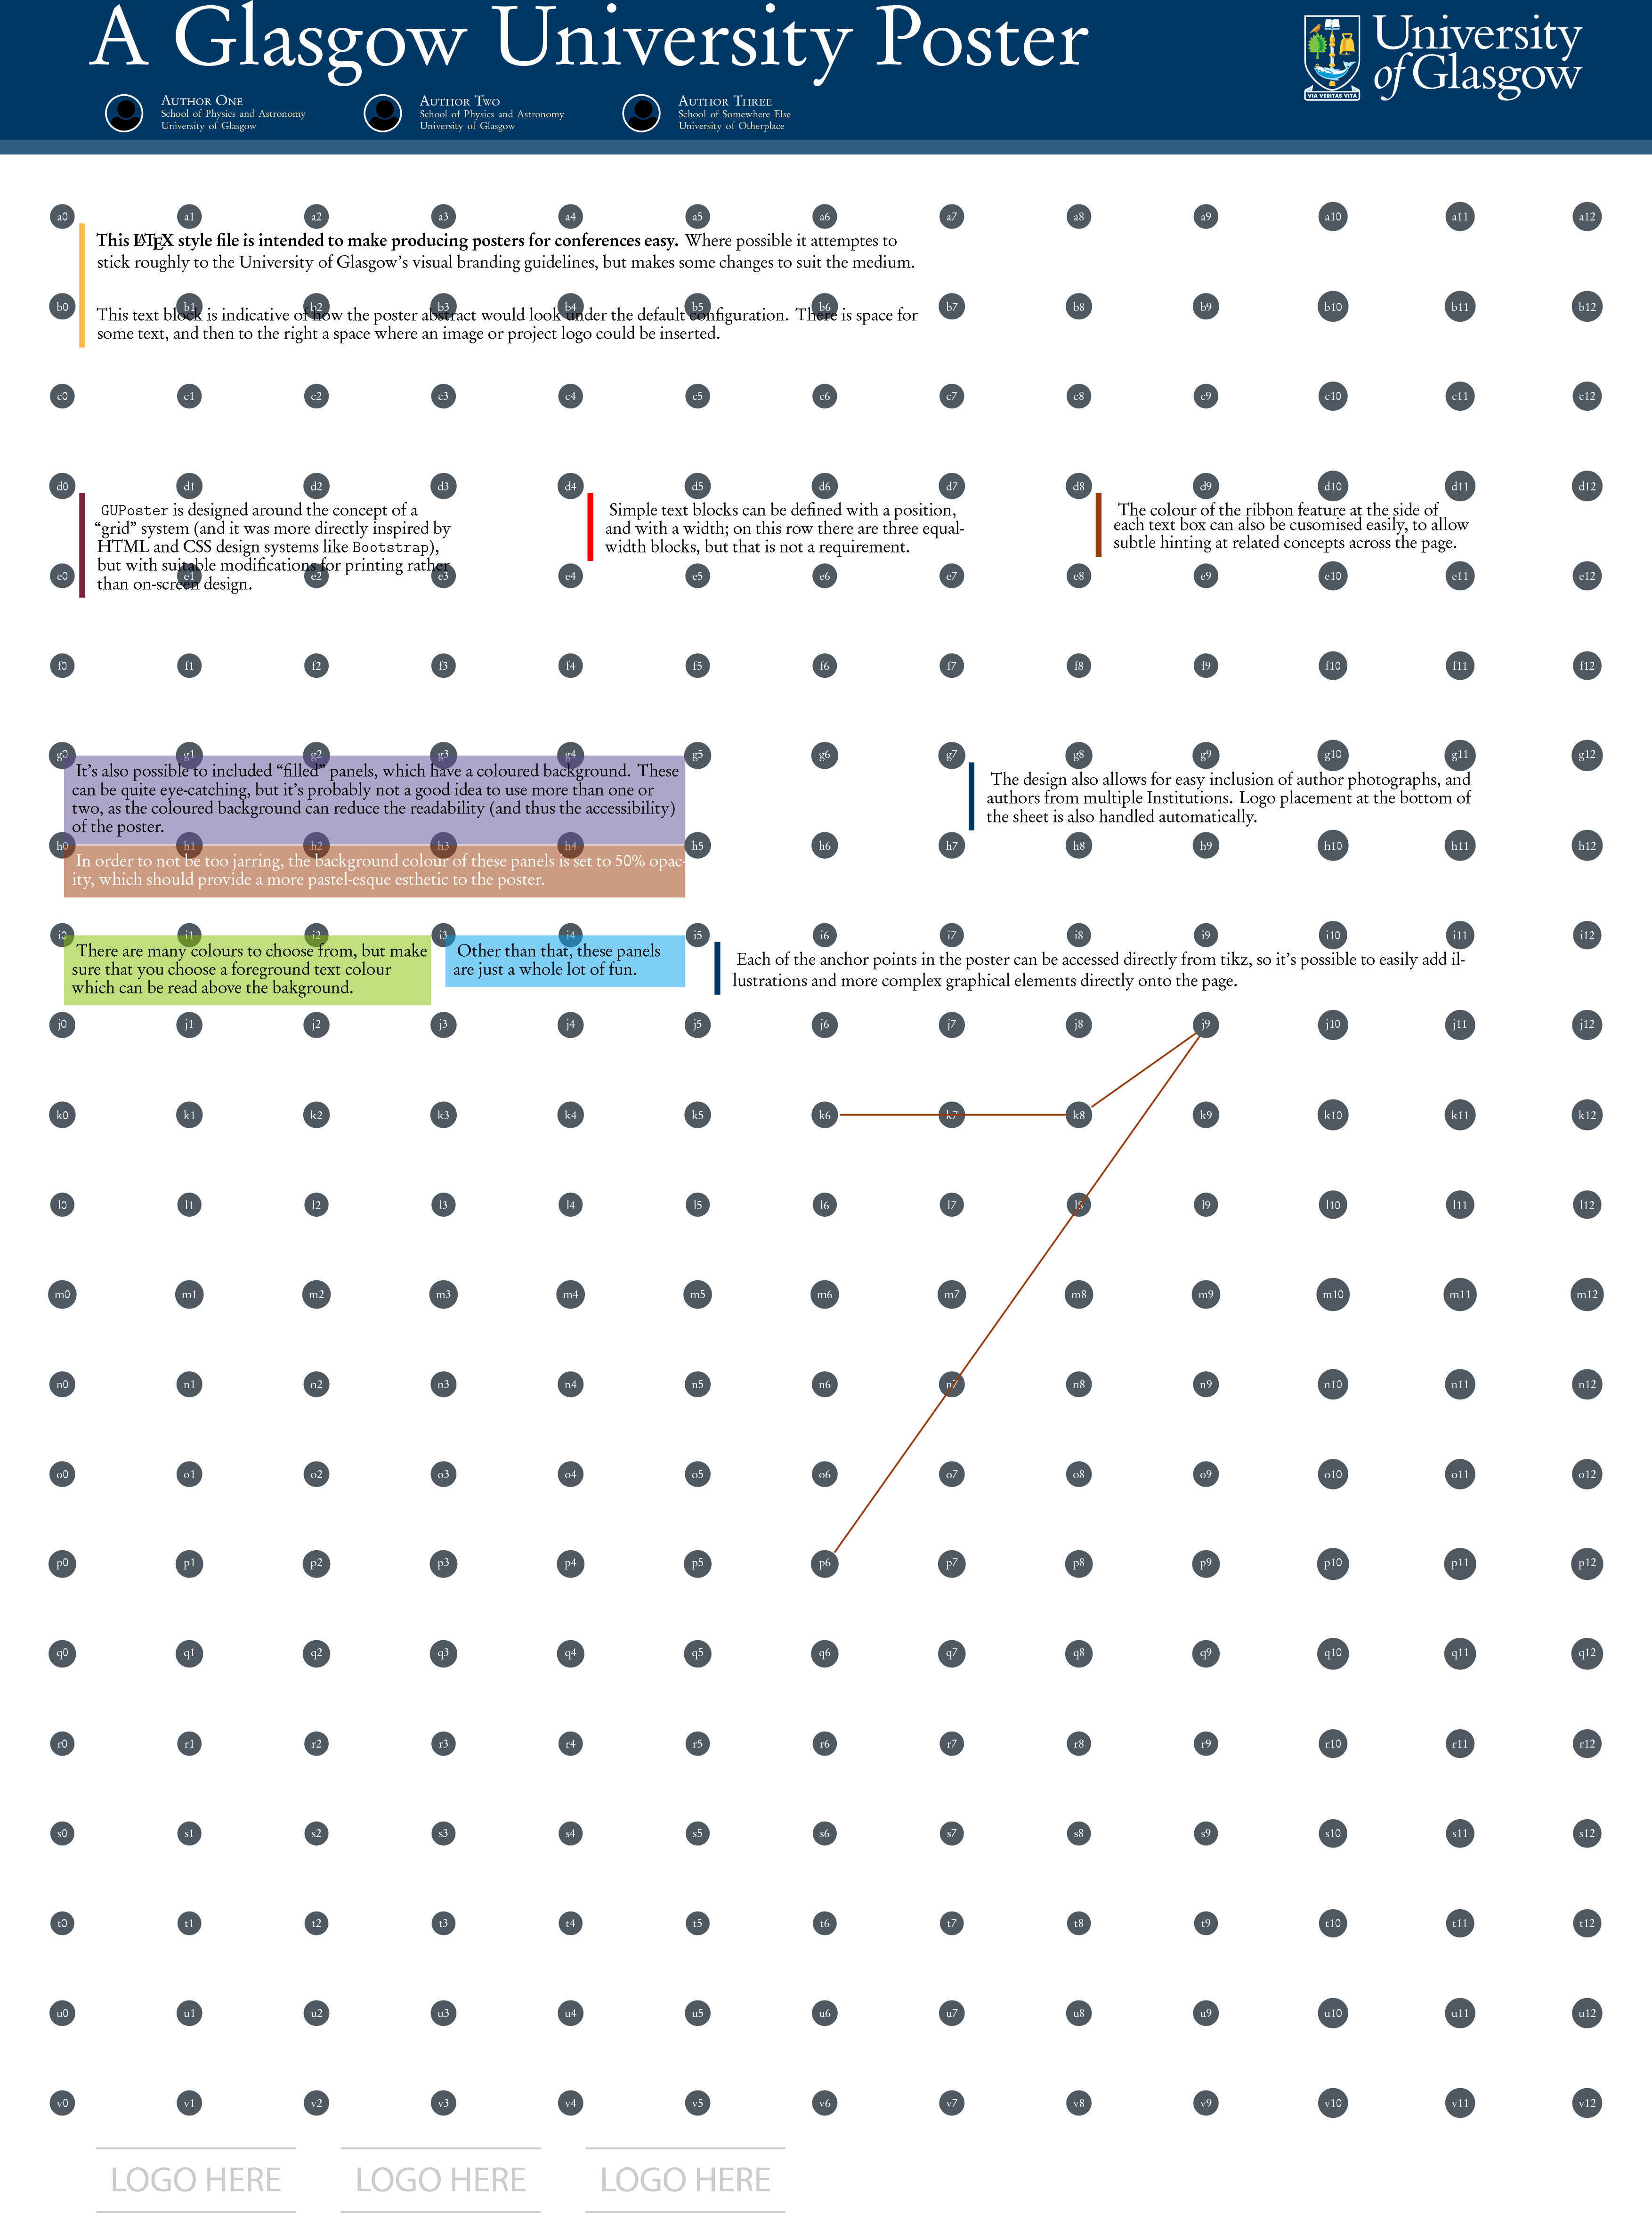 A Glasgow University Poster
University
of Glasgow
VIA VERITAS VITA
Author One
School of Physics and Astronomy
University of Glasgow
Author Two
School of Physics and Astronomy
University of Glasgow
Author Three
School of Somewhere Else
University of Otherplace
a0 a1 a2 a3 a4 a5 a6 a7 a8 a9 a10 a11 a12
This LATEX style file is intended to make producing posters for conferences easy. Where possible it attemptes to
stick roughly to the University of Glasgow's visual branding guidelines, but makes some changes to suit the medium.
b0 b1 b2 b3 b4 b5 b6 b7 b8 b9 b10 b11 b12
This text block is indicative of how the poster abstract would look under the default configuration. There is space for
some text, and then to the right a space where an image or project logo could be inserted.
c0 c1 c2 c3 c4 c5 c6 c7 c8 c9 c10 c11 c12
d0 d1 d2 d3 d4 d5 d6 d7 d8 d9 d10 d11 d12
GUPoster is designed around the concept of a
“grid” system (and it was more directly inspired by
HTML and CSS design systems like Bootstrap),
but with suitable modifications for printing rather
than on-screen design.
Simple text blocks can be defined with a position,
and with a width; on this row there are three equal-
width blocks, but that is not a requirement.
The colour of the ribbon feature at the side of
each text box can also be cusomised easily, to allow
subtle hinting at related concepts across the page.
e0 e1 e2 e3 e4 e5 e6 e7 e8 e9 e10 e11 e12
f0 f1 f2 f3 f4 f5 f6 f7 f8 f9 f10 f11 f12
g0 g1 g2 g3 g4 g5 g6 g7 g8 g9 g10 g11 g12
It's also possible to included “filled” panels, which have a coloured background. These
can be quite eye-catching, but it's probably not a good idea to use more than one or
two, as the coloured background can reduce the readability (and thus the accessibility)
of the poster.
The design also allows for easy inclusion of author photographs, and
authors from multiple Institutions. Logo placement at the bottom of
the sheet is also handled automatically.
h0 h1 h2 h3 h4 h5 h6 h7 h8 h9 h10 h11 h12
In order to not be too jarring, the background colour of these panels is set to 50% opac-
ity, which should provide a more pastel-esque esthetic to the poster.
i0 i1 i2 i3 i4 i5 i6 i7 i8 i9 i10 i11 i12
There are many colours to choose from, but make
sure that you choose a foreground text colour
which can be read above the bakground.
Other than that, these panels
are just a whole lot of fun.
Each of the anchor points in the poster can be accessed directly from tikz, so it's possible to easily add il-
lustrations and more complex graphical elements directly onto the page.
j0 j1 j2 j3 j4 j5 j6 j7 j8 j9 j10 j11 j12
k0 k1 k2 k3 k4 k5 k6 k7 k8 k9 k10 k11 k12
l0 l1 l2 l3 l4 l5 l6 l7 l8 l9 l10 l11 l12
m0 m1 m2 m3 m4 m5 m6 m7 m8 m9 m10 m11 m12
n0 n1 n2 n3 n4 n5 n6 n7 n8 n9 n10 n11 n12
o0 o1 o2 o3 o4 o5 o6 o7 o8 o9 o10 o11 o12
p0 p1 p2 p3 p4 p5 p6 p7 p8 p9 p10 p11 p12
q0 q1 q2 q3 q4 q5 q6 q7 q8 q9 q10 q11 q12
r0 r1 r2 r3 r4 r5 r6 r7 r8 r9 r10 r11 r12
s0 s1 s2 s3 s4 s5 s6 s7 s8 s9 s10 s11 s12
t0 t1 t2 t3 t4 t5 t6 t7 t8 t9 t10 t11 t12
u0 u1 u2 u3 u4 u5 u6 u7 u8 u9 u10 u11 u12
v0 v1 v2 v3 v4 v5 v6 v7 v8 v9 v10 v11 v12
LOGO HERE
LOGO HERE
LOGO HERE